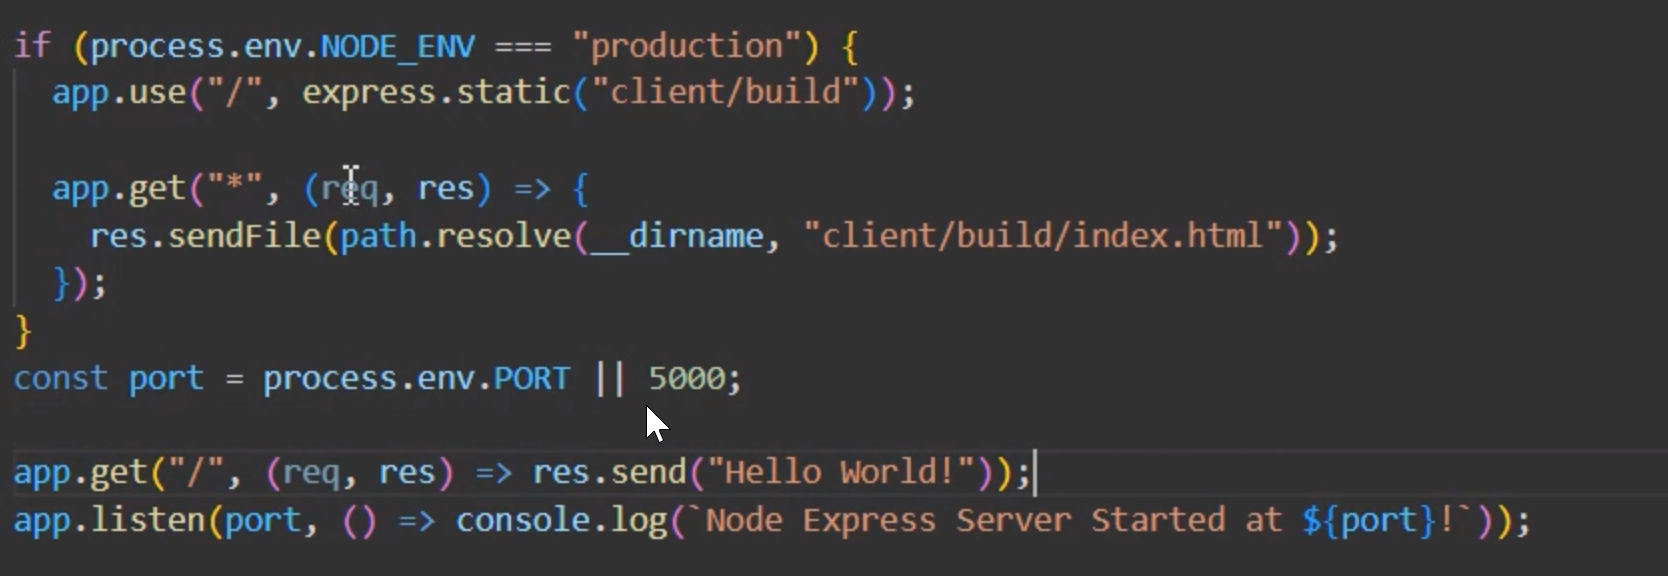 if (process.env.NODE_ENV === "production") {
  app.use("/", express.static("client/build"));
  app.get("*", (req, res) => {
    res.sendFile(path.resolve(__dirname, "client/build/index.html"));
  });
}
const port = process.env.PORT || 5000;
app.get("/", (req, res) => res.send("Hello World!"));
app.listen(port, () => console.log(`Node Express Server Started at ${port}!`));